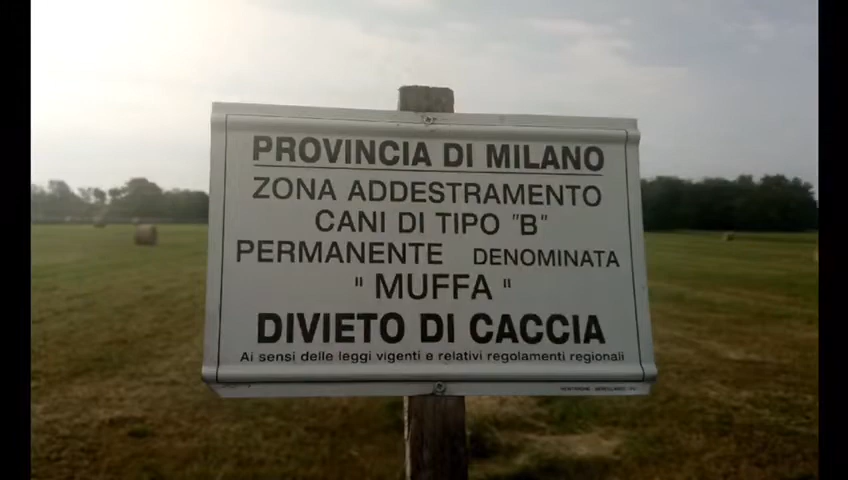 PROVINCIA DI MILANO
ZONA ADDESTRAMENTO
CANI DI TIPO "B"
PERMANENTE DENOMINATA
" MUFFA "
DIVIETO DI CACCIA
Ai sensi delle leggi vigenti e relativi regolamenti regionali